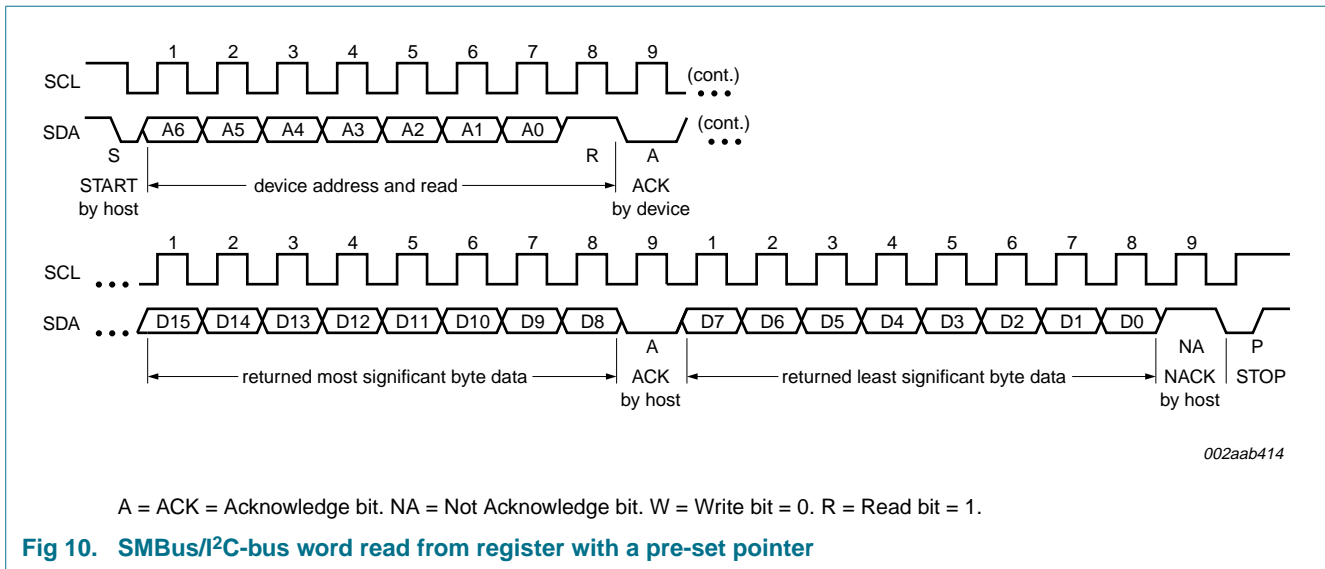 1 2 3 4 5 6 7 8 9
SCL (cont.)
SDA A6 A5 A4 A3 A2 A1 A0 (cont.)
S R A
START device address and read ACK
by host by device
1 2 3 4 5 6 7 8 9 1 2 3 4 5 6 7 8 9
SCL
SDA D15 D14 D13 D12 D11 D10 D9 D8 D7 D6 D5 D4 D3 D2 D1 D0
A NA P
returned most significant byte data ACK returned least significant byte data NACK STOP
by host by host
002aab414
A = ACK = Acknowledge bit. NA = Not Acknowledge bit. W = Write bit = 0. R = Read bit = 1.
Fig 10. SMBus/I²C-bus word read from register with a pre-set pointer